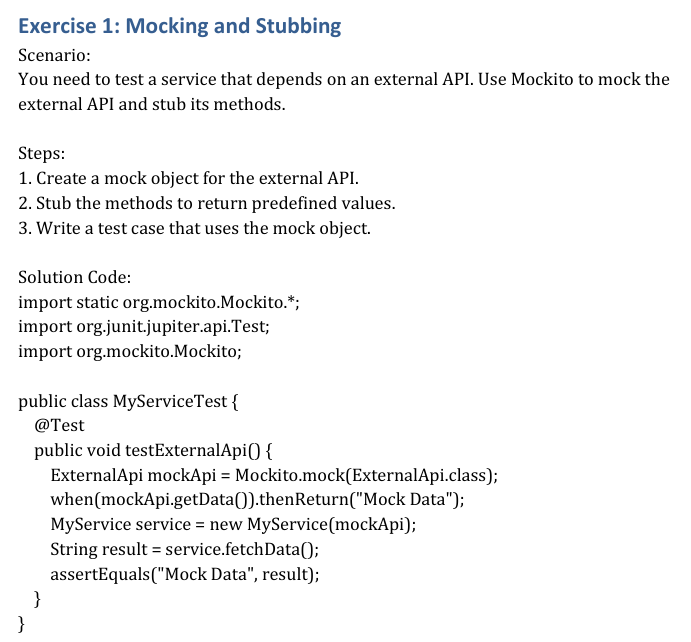 Exercise 1: Mocking and Stubbing
Scenario:
You need to test a service that depends on an external API. Use Mockito to mock the
external API and stub its methods.
Steps:
1. Create a mock object for the external API.
2. Stub the methods to return predefined values.
3. Write a test case that uses the mock object.
Solution Code:
import static org.mockito.Mockito.*;
import org.junit.jupiter.api.Test;
import org.mockito.Mockito;
public class MyServiceTest {
@Test
public void testExternalApi() {
ExternalApi mockApi = Mockito.mock(ExternalApi.class);
when(mockApi.getData()).thenReturn("Mock Data");
MyService service = new MyService(mockApi);
String result = service.fetchData();
assertEquals("Mock Data", result);
}
}